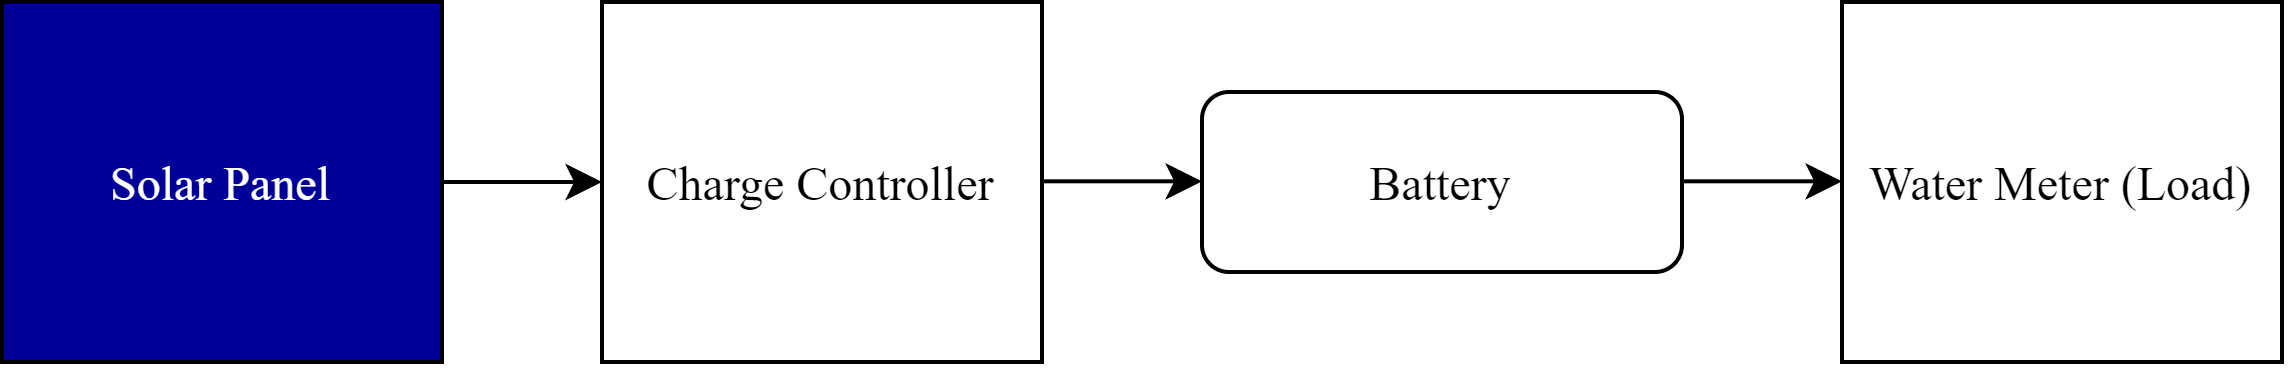 Solar Panel
Charge Controller
Battery
Water Meter (Load)